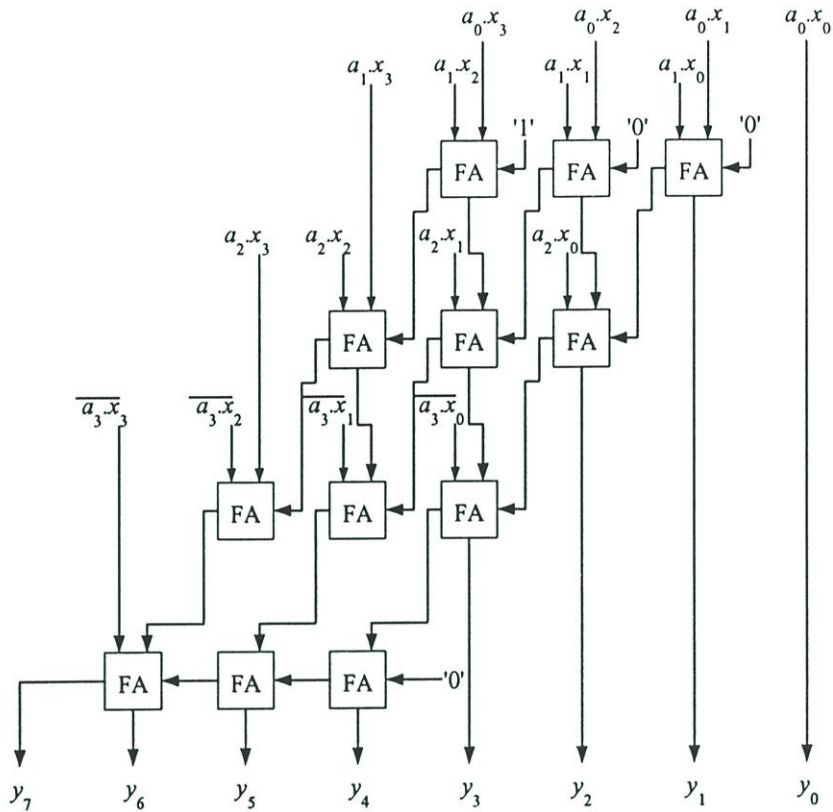 a₀.x₃ a₀.x₂ a₀.x₁ a₀.x₀
a₁.x₃ a₁.x₂ a₁.x₁ a₁.x₀
'1' '0' '0'
FA FA FA
a₂.x₃ a₂.x₂ a₂.x₁ a₂.x₀
FA FA FA
a₃.x₃ a₃.x₂ a₃.x₁ a₃.x₀
FA FA FA
FA FA FA '0'
y₇ y₆ y₅ y₄ y₃ y₂ y₁ y₀